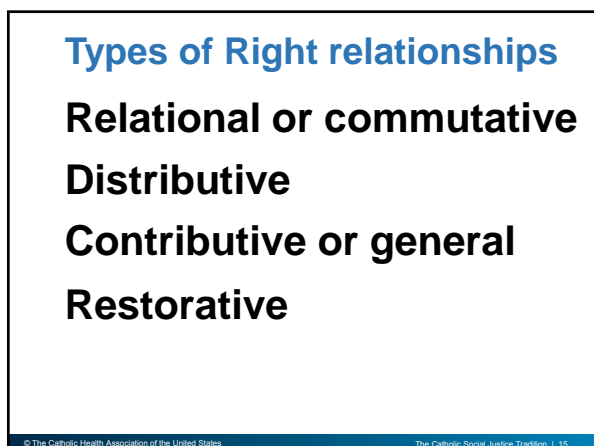 Types of Right relationships
Relational or commutative
Distributive
Contributive or general
Restorative
© The Catholic Health Association of the United States
The Catholic Social Justice Tradition | 15